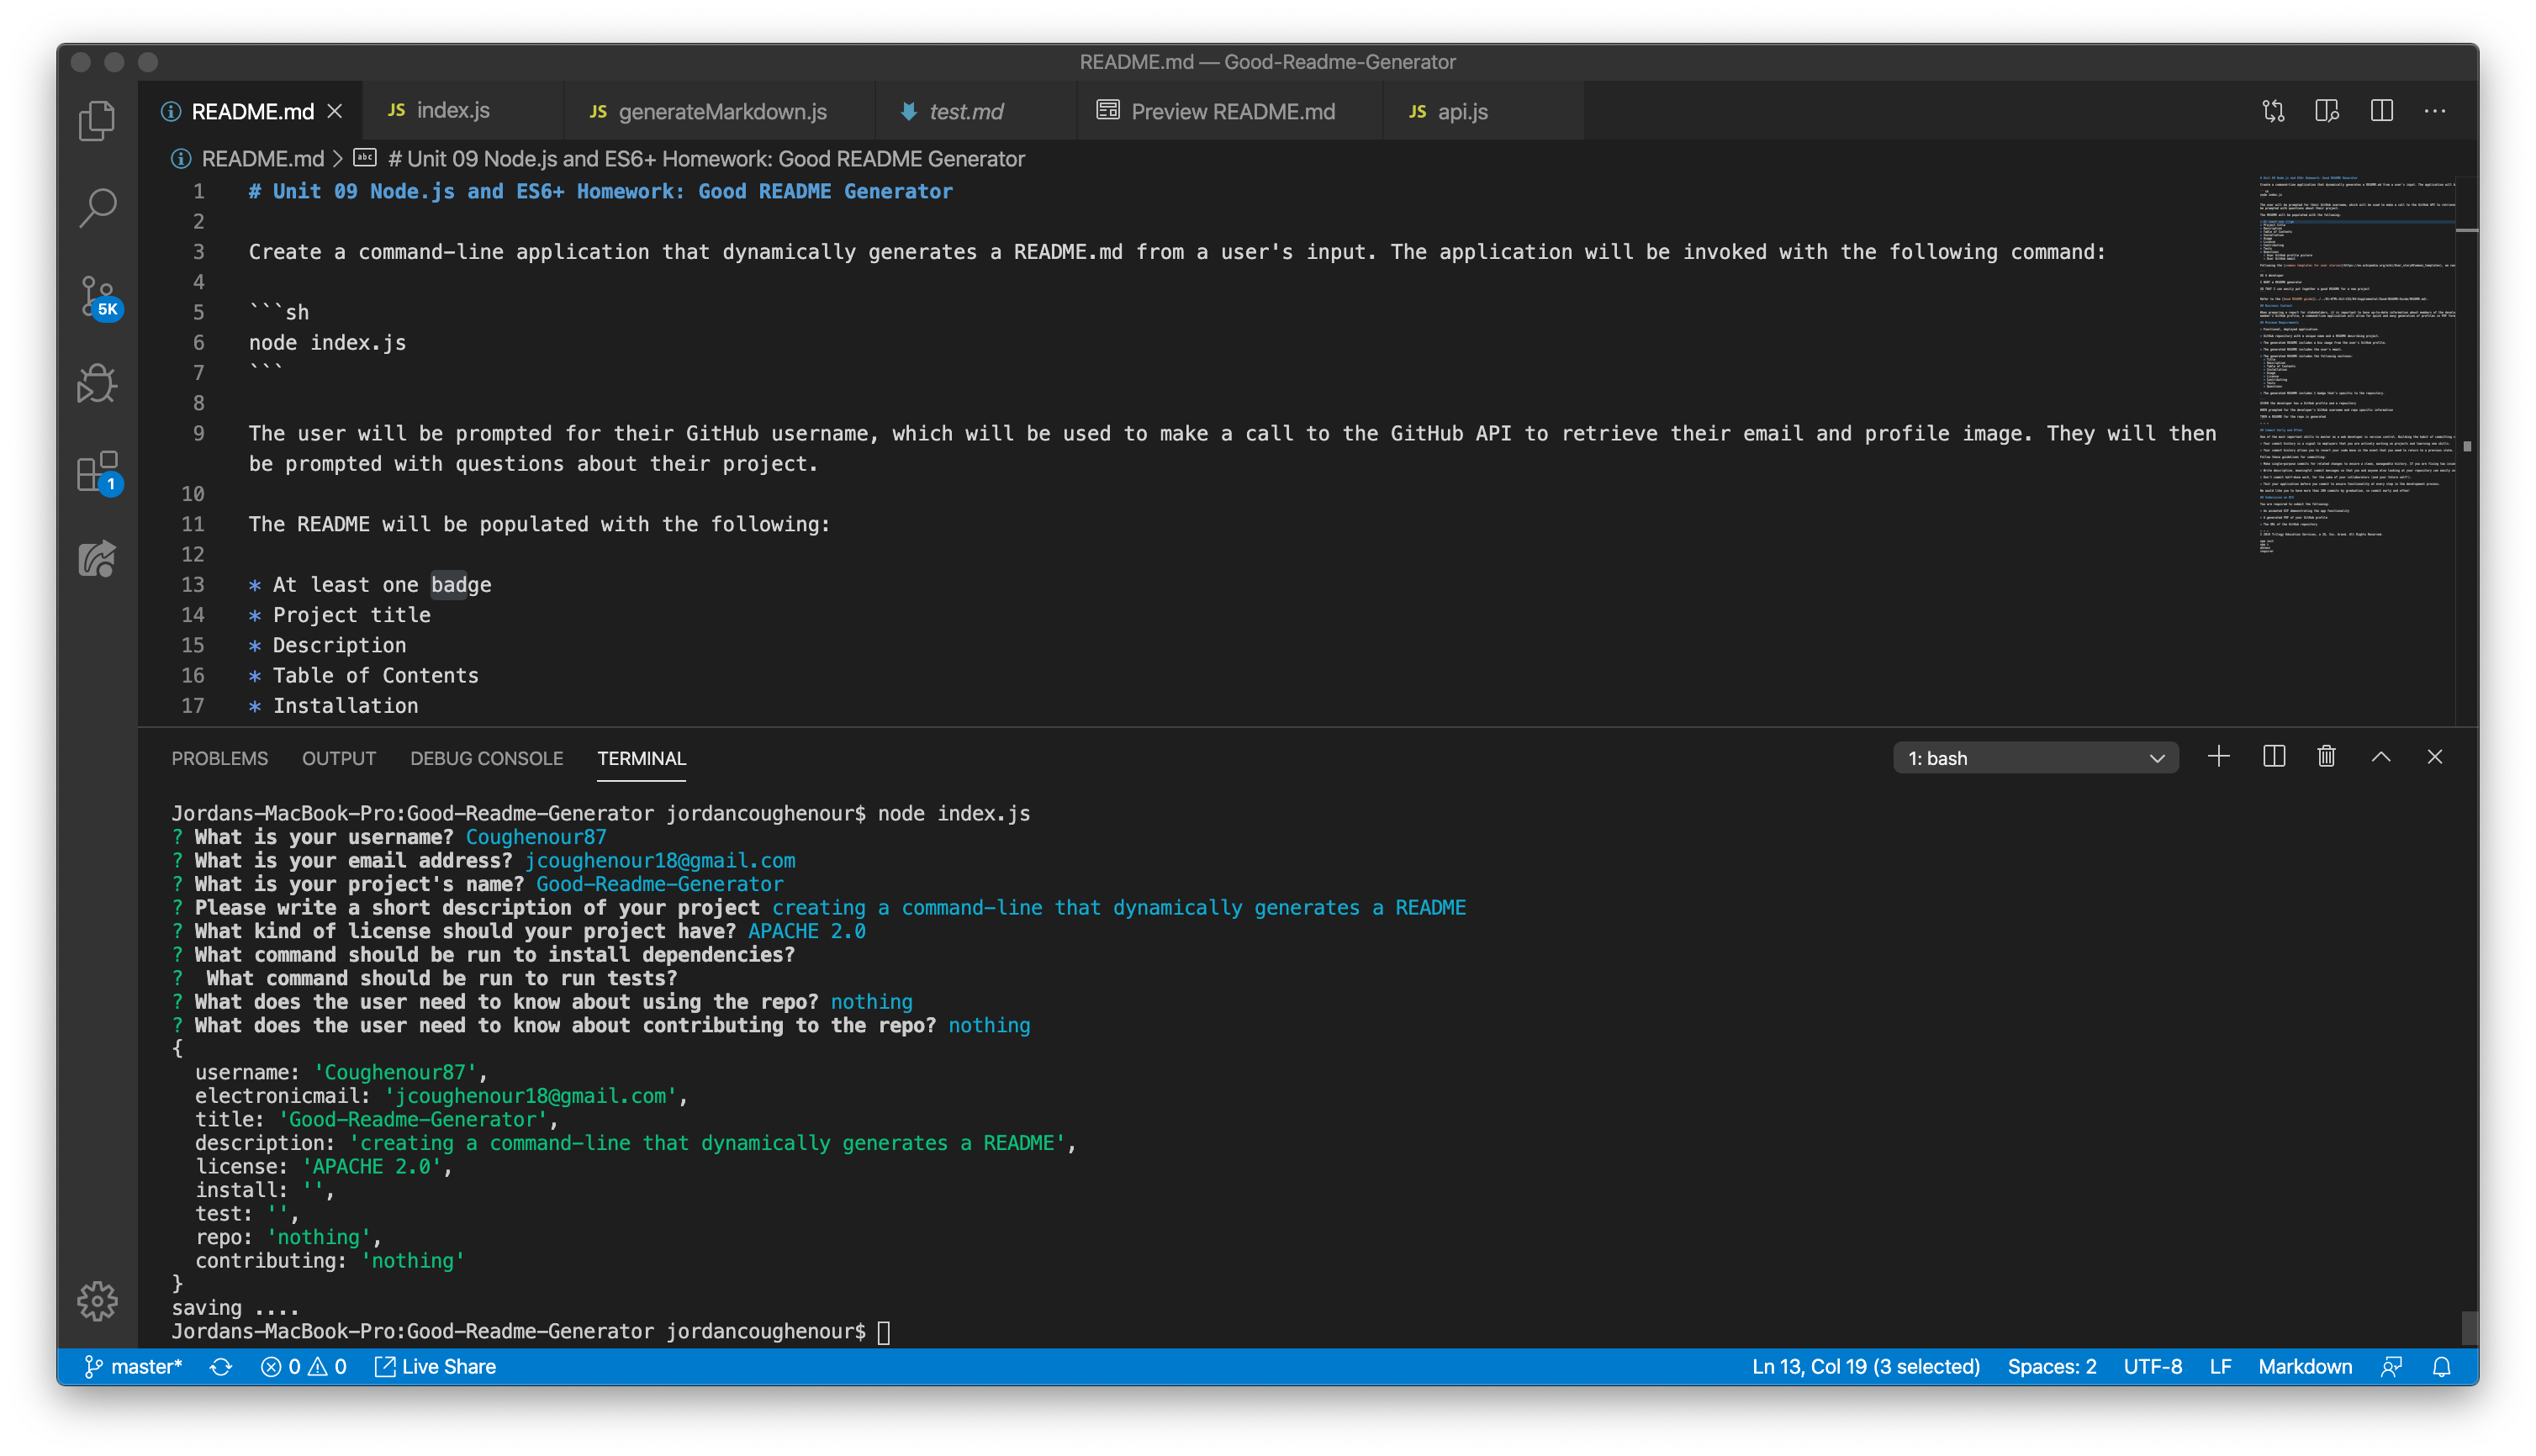 README.md — Good-Readme-Generator
README.md
JS index.js
JS generateMarkdown.js
test.md
Preview README.md
JS api.js
README.md > abc # Unit 09 Node.js and ES6+ Homework: Good README Generator
1 # Unit 09 Node.js and ES6+ Homework: Good README Generator
2
3 Create a command-line application that dynamically generates a README.md from a user's input. The application will be invoked with the following command:
4
5 ```sh
6 node index.js
7 ```
8
9 The user will be prompted for their GitHub username, which will be used to make a call to the GitHub API to retrieve their email and profile image. They will then
be prompted with questions about their project.
10
11 The README will be populated with the following:
12
13 * At least one badge
14 * Project title
15 * Description
16 * Table of Contents
17 * Installation
5K
1
PROBLEMS OUTPUT DEBUG CONSOLE TERMINAL
1: bash
Jordans-MacBook-Pro:Good-Readme-Generator jordancoughenour$ node index.js
? What is your username? Coughenour87
? What is your email address? jcoughenour18@gmail.com
? What is your project's name? Good-Readme-Generator
? Please write a short description of your project creating a command-line that dynamically generates a README
? What kind of license should your project have? APACHE 2.0
? What command should be run to install dependencies?
?  What command should be run to run tests?
? What does the user need to know about using the repo? nothing
? What does the user need to know about contributing to the repo? nothing
{
  username: 'Coughenour87',
  electronicmail: 'jcoughenour18@gmail.com',
  title: 'Good-Readme-Generator',
  description: 'creating a command-line that dynamically generates a README',
  license: 'APACHE 2.0',
  install: '',
  test: '',
  repo: 'nothing',
  contributing: 'nothing'
}
saving ....
Jordans-MacBook-Pro:Good-Readme-Generator jordancoughenour$
master* 0 0 Live Share
Ln 13, Col 19 (3 selected) Spaces: 2 UTF-8 LF Markdown